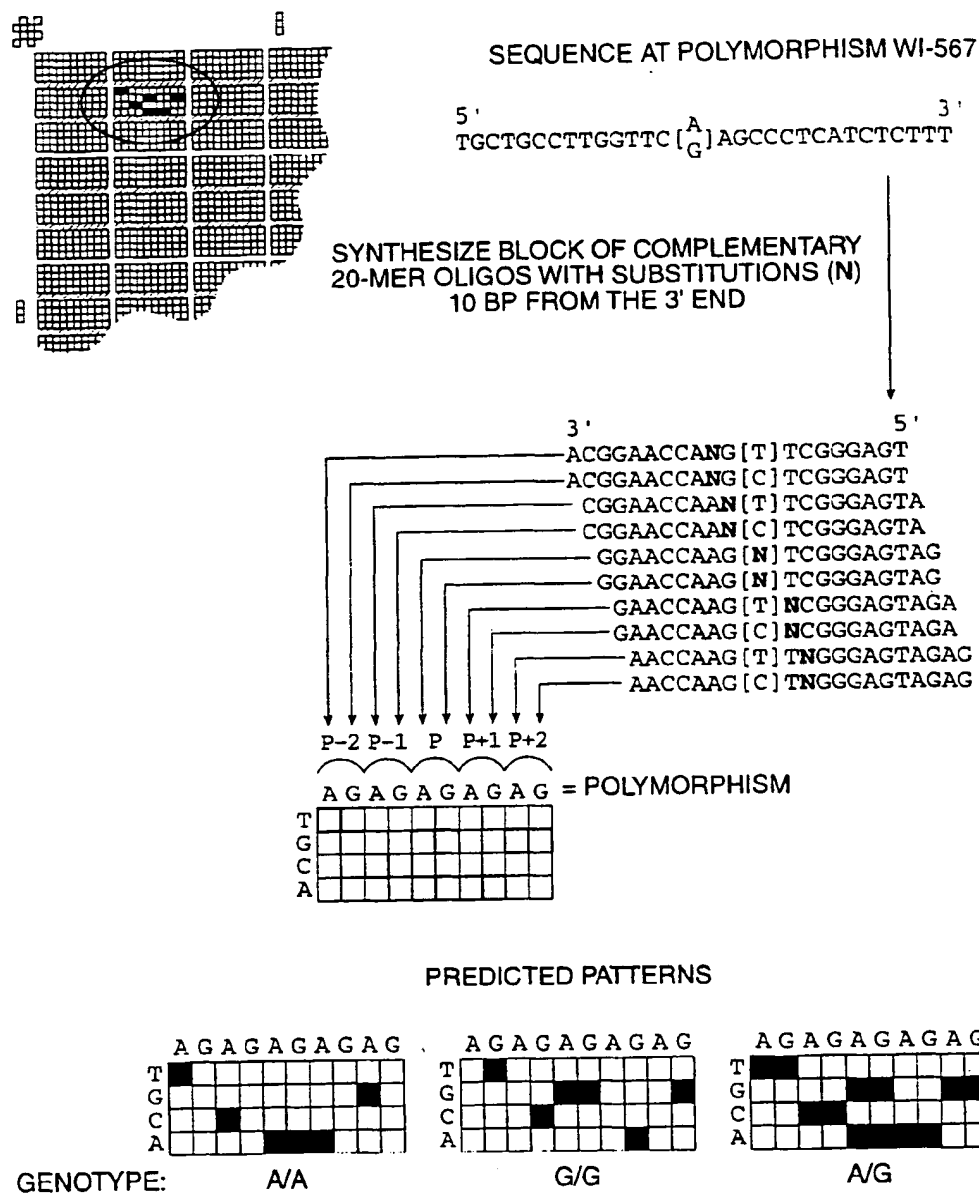 SEQUENCE AT POLYMORPHISM WI-567
5' 3'
TGCTGCCTTGGTTC[A/G]AGCCCTCATCTCTTT
SYNTHESIZE BLOCK OF COMPLEMENTARY
20-MER OLIGOS WITH SUBSTITUTIONS (N)
10 BP FROM THE 3' END
3' 5'
ACGGAACCANG[T]TCGGGAGT
ACGGAACCANG[C]TCGGGAGT
CGGAACCAAN[T]TCGGGAGTA
CGGAACCAAN[C]TCGGGAGTA
GGAACCAAG[N]TCGGGAGTAG
GGAACCAAG[N]TCGGGAGTAG
GAACCAAG[T]NCGGGAGTAGA
GAACCAAG[C]NCGGGAGTAGA
AACCAAG[T]TNGGGAGTAGAG
AACCAAG[C]TNGGGAGTAGAG
P-2 P-1 P P+1 P+2
A G A G A G A G A G = POLYMORPHISM
T
G
C
A
PREDICTED PATTERNS
A G A G A G A G A G
T
G
C
A
A G A G A G A G A G
T
G
C
A
A G A G A G A G A G
T
G
C
A
GENOTYPE: A/A G/G A/G